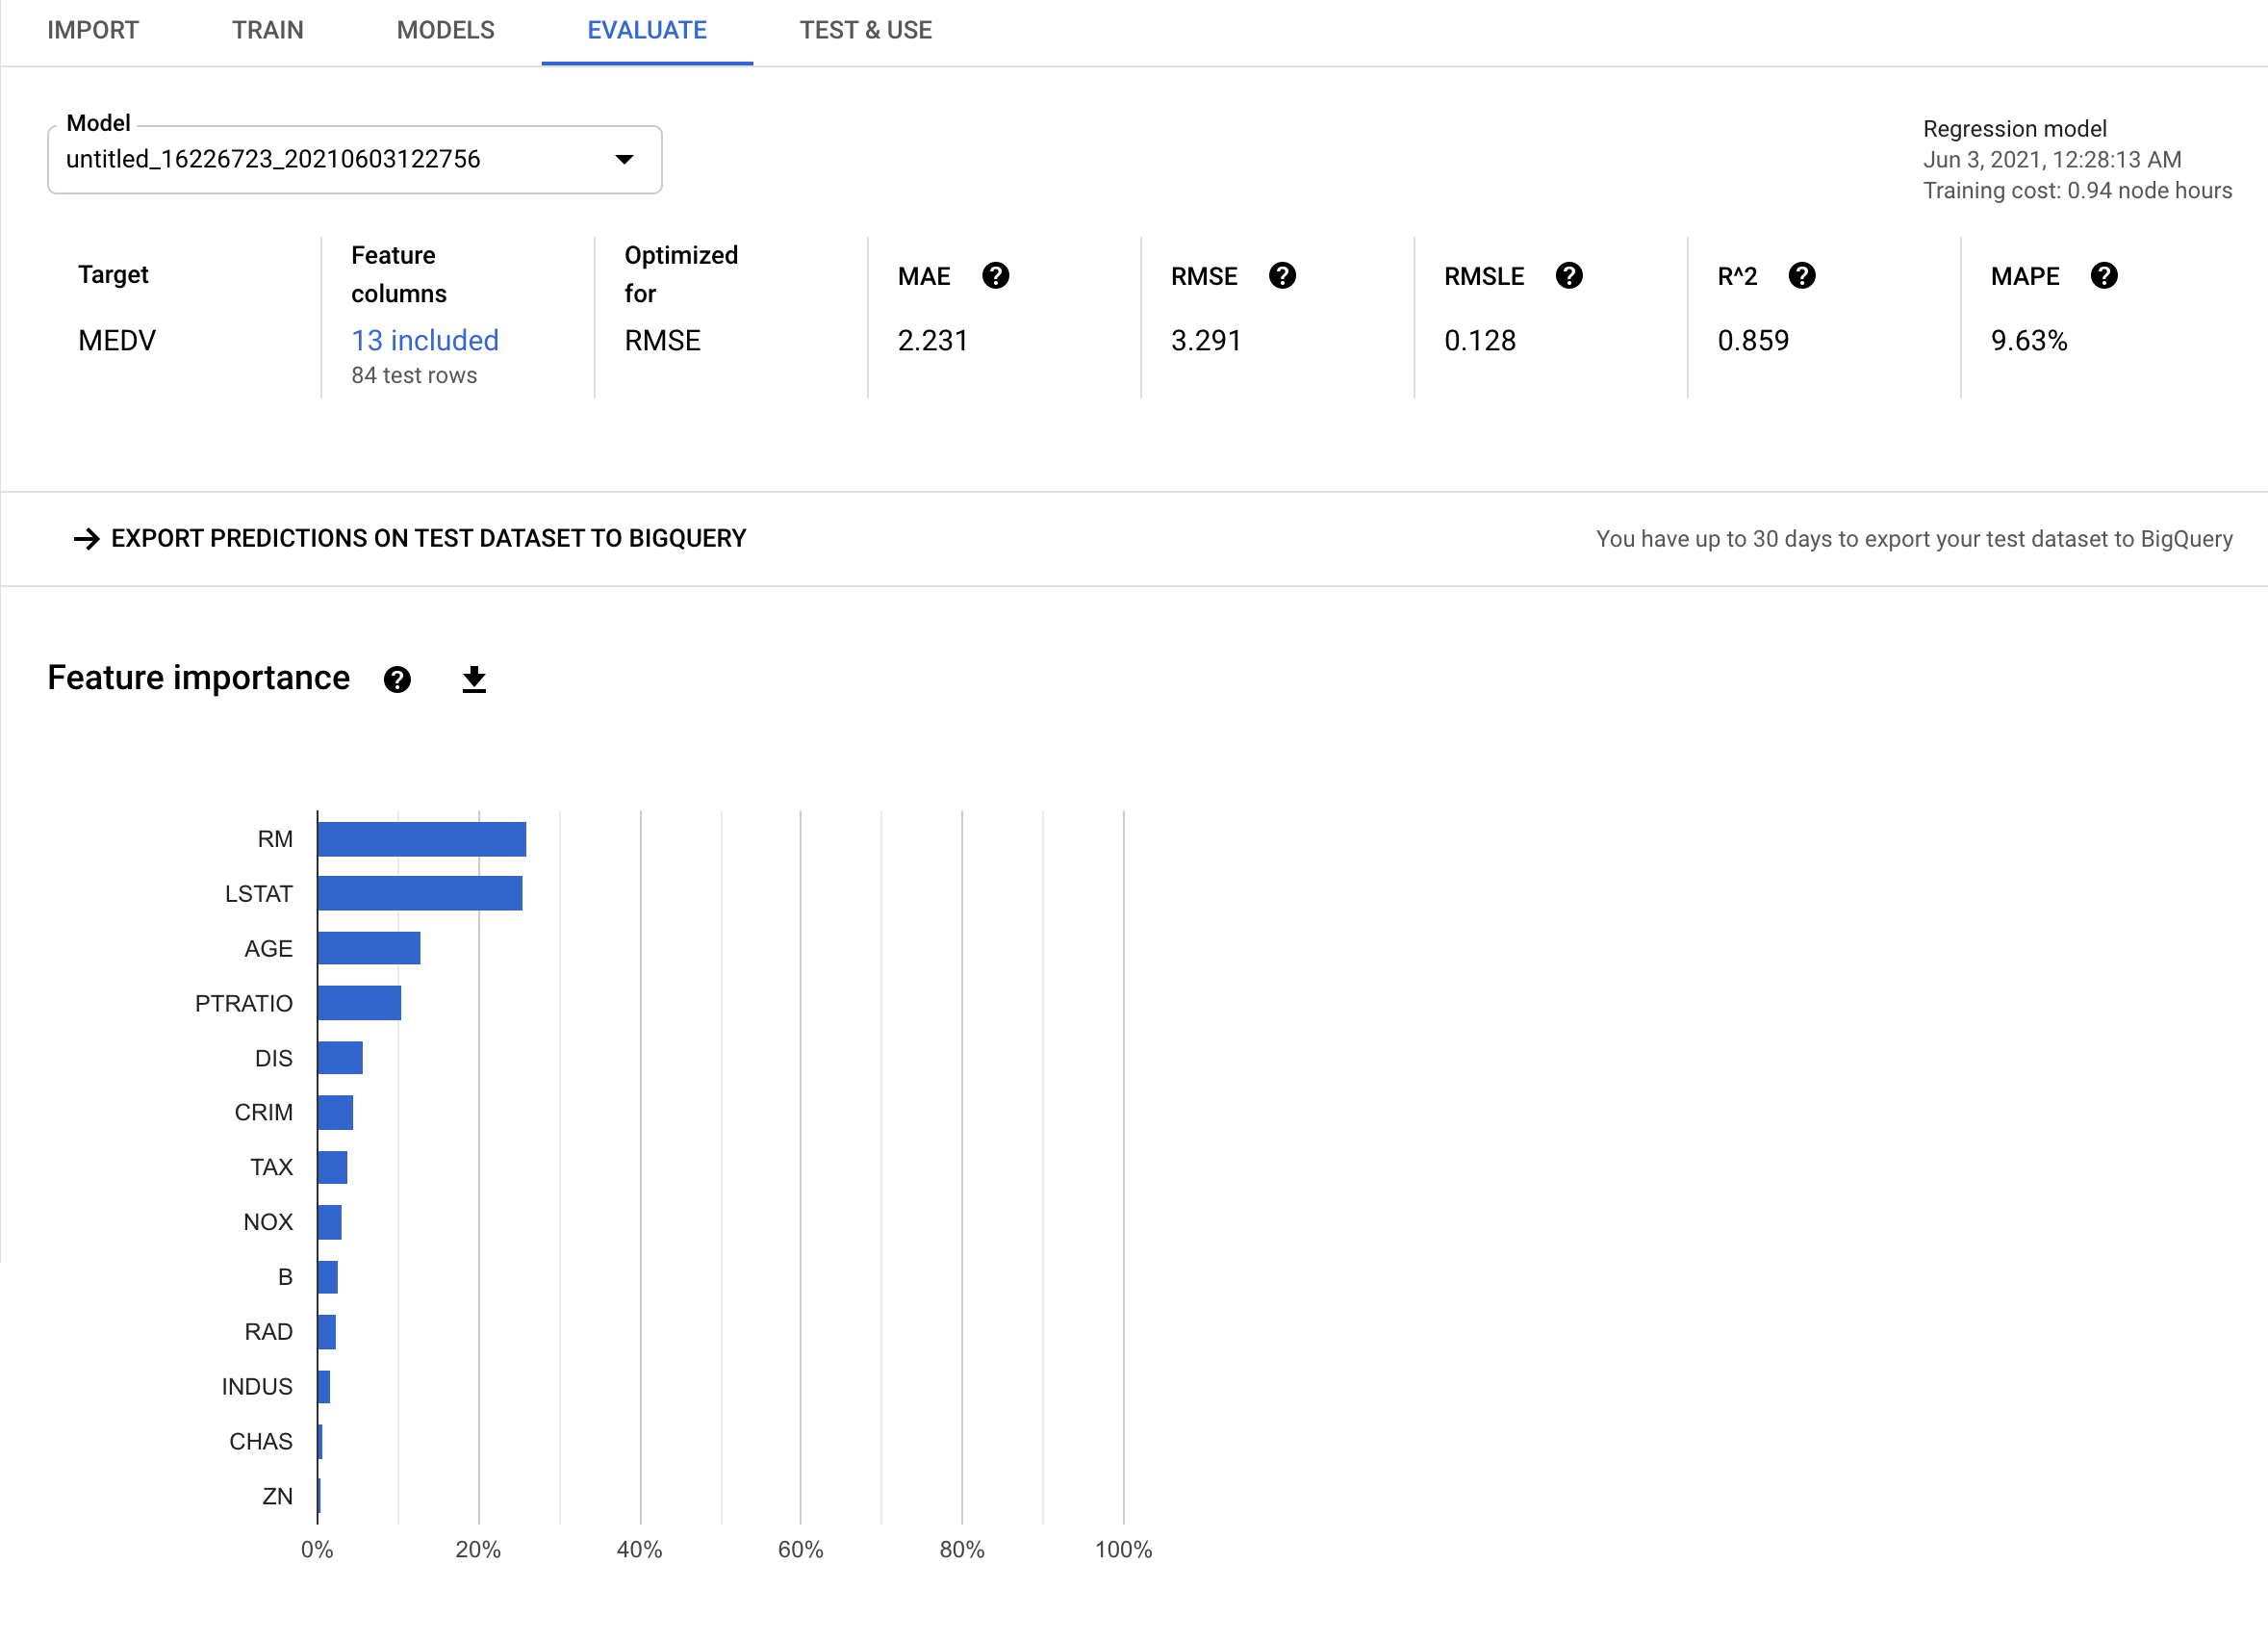 IMPORT TRAIN MODELS EVALUATE TEST & USE
Model
untitled_16226723_20210603122756
Regression model
Jun 3, 2021, 12:28:13 AM
Training cost: 0.94 node hours
Target
MEDV
Feature
columns
13 included
84 test rows
Optimized
for
RMSE
MAE
2.231
RMSE
3.291
RMSLE
0.128
R^2
0.859
MAPE
9.63%
EXPORT PREDICTIONS ON TEST DATASET TO BIGQUERY
You have up to 30 days to export your test dataset to BigQuery
Feature importance
RM
LSTAT
AGE
PTRATIO
DIS
CRIM
TAX
NOX
B
RAD
INDUS
CHAS
ZN
0% 20% 40% 60% 80% 100%